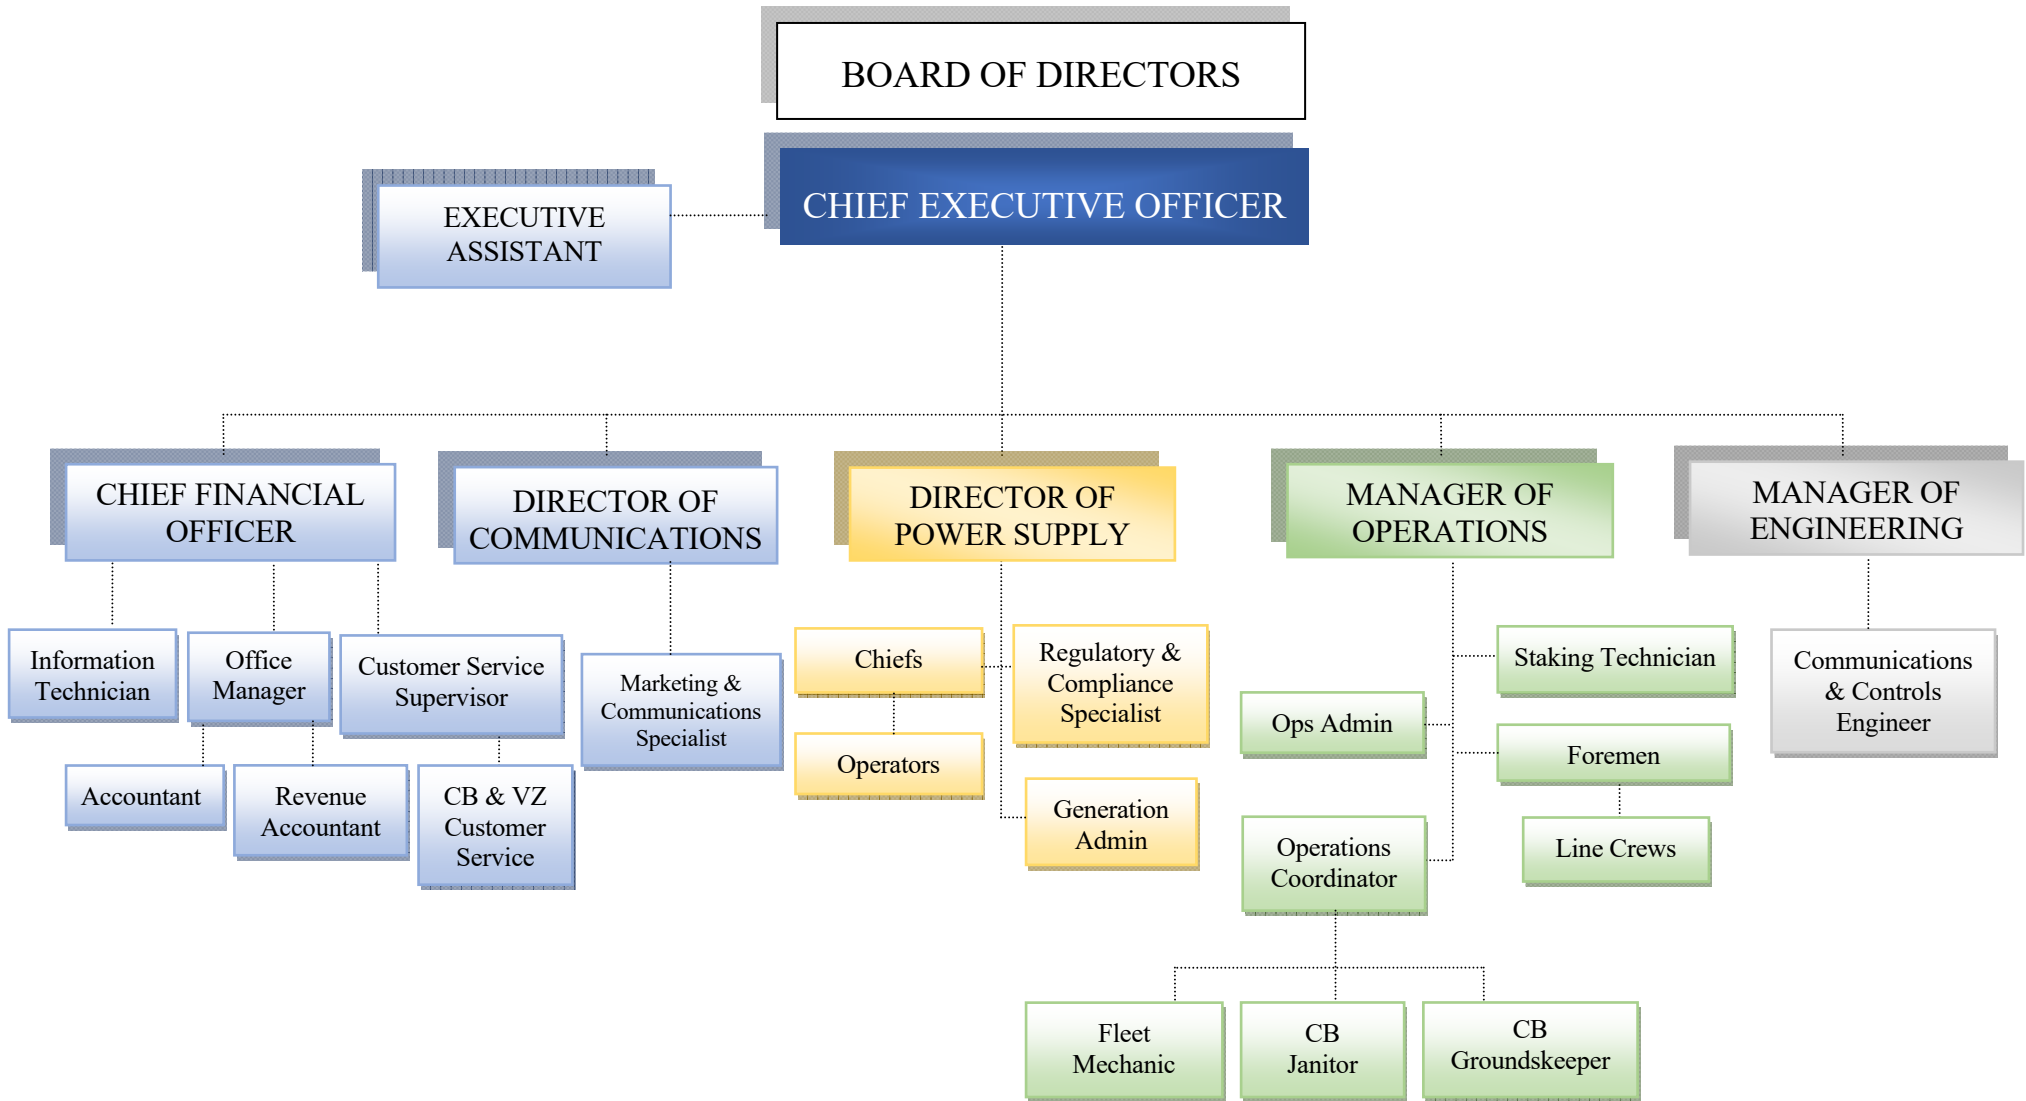 BOARD OF DIRECTORS
CHIEF EXECUTIVE OFFICER
EXECUTIVE
ASSISTANT
CHIEF FINANCIAL
OFFICER
DIRECTOR OF
COMMUNICATIONS
DIRECTOR OF
POWER SUPPLY
MANAGER OF
OPERATIONS
MANAGER OF
ENGINEERING
Information
Technician
Office
Manager
Customer Service
Supervisor
Accountant
Revenue
Accountant
CB & VZ
Customer
Service
Marketing &
Communications
Specialist
Chiefs
Operators
Regulatory &
Compliance
Specialist
Generation
Admin
Staking Technician
Ops Admin
Foremen
Line Crews
Operations
Coordinator
Fleet
Mechanic
CB
Janitor
CB
Groundskeeper
Communications
& Controls
Engineer